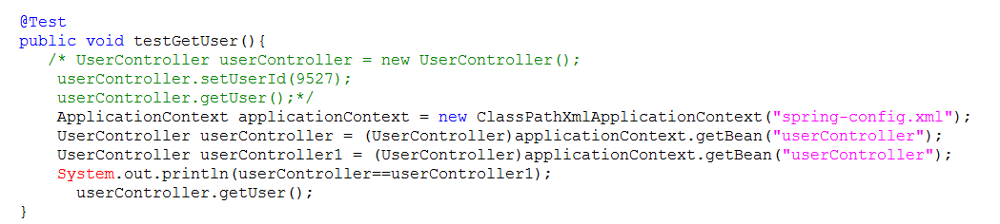 @Test
public void testGetUser(){
/* UserController userController = new UserController();
userController.setUserId(9527);
userController.getUser();*/
ApplicationContext applicationContext = new ClassPathXmlApplicationContext("spring-config.xml");
UserController userController = (UserController)applicationContext.getBean("userController");
UserController userController1 = (UserController)applicationContext.getBean("userController");
System.out.println(userController==userController1);
userController.getUser();
}